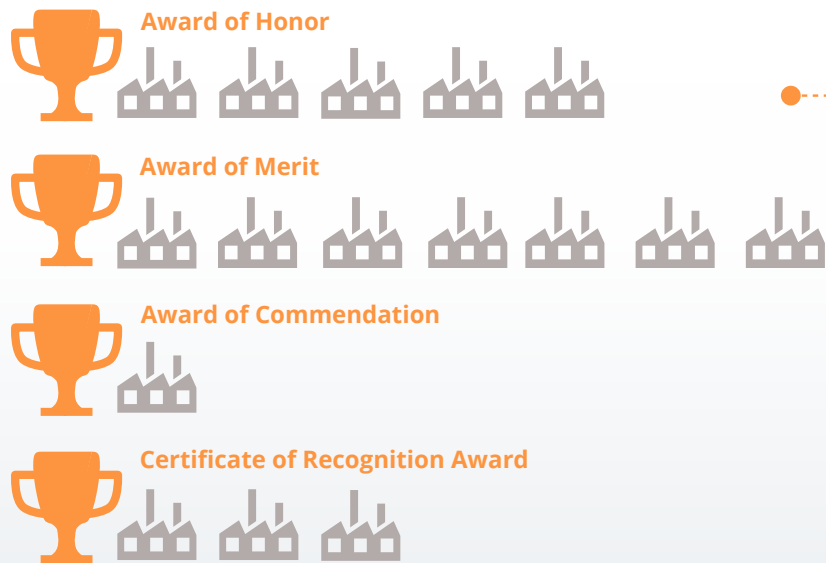 Award of Honor
Award of Merit
Award of Commendation
Certificate of Recognition Award